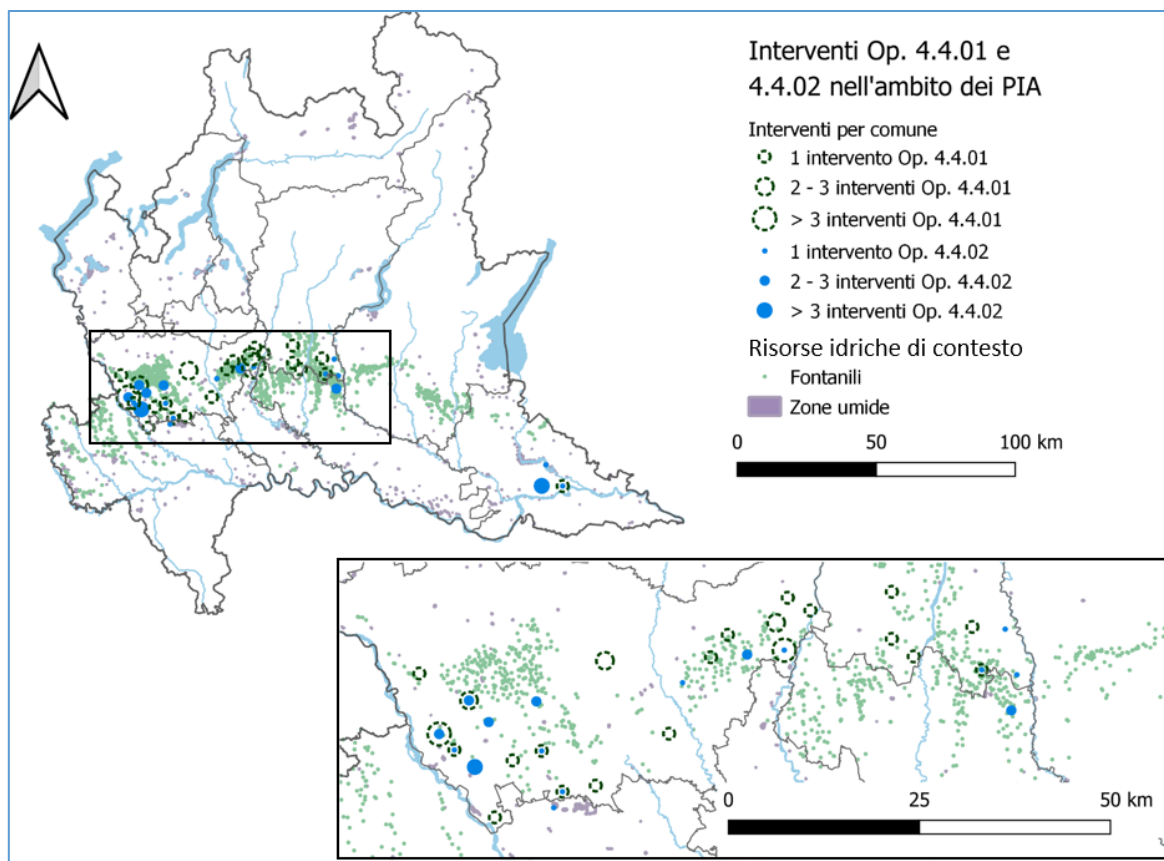 Interventi Op. 4.4.01 e
4.4.02 nell'ambito dei PIA
Interventi per comune
1 intervento Op. 4.4.01
2 - 3 interventi Op. 4.4.01
> 3 interventi Op. 4.4.01
1 intervento Op. 4.4.02
2 - 3 interventi Op. 4.4.02
> 3 interventi Op. 4.4.02
Risorse idriche di contesto
Fontanili
Zone umide
0 50 100 km
0 25 50 km